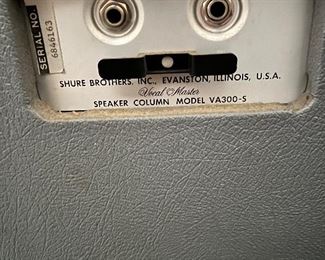 SERIAL NO.
6846163
SHURE BROTHERS, INC., EVANSTON, ILLINOIS, U.S.A.
Vocal Master
SPEAKER COLUMN MODEL VA300-S